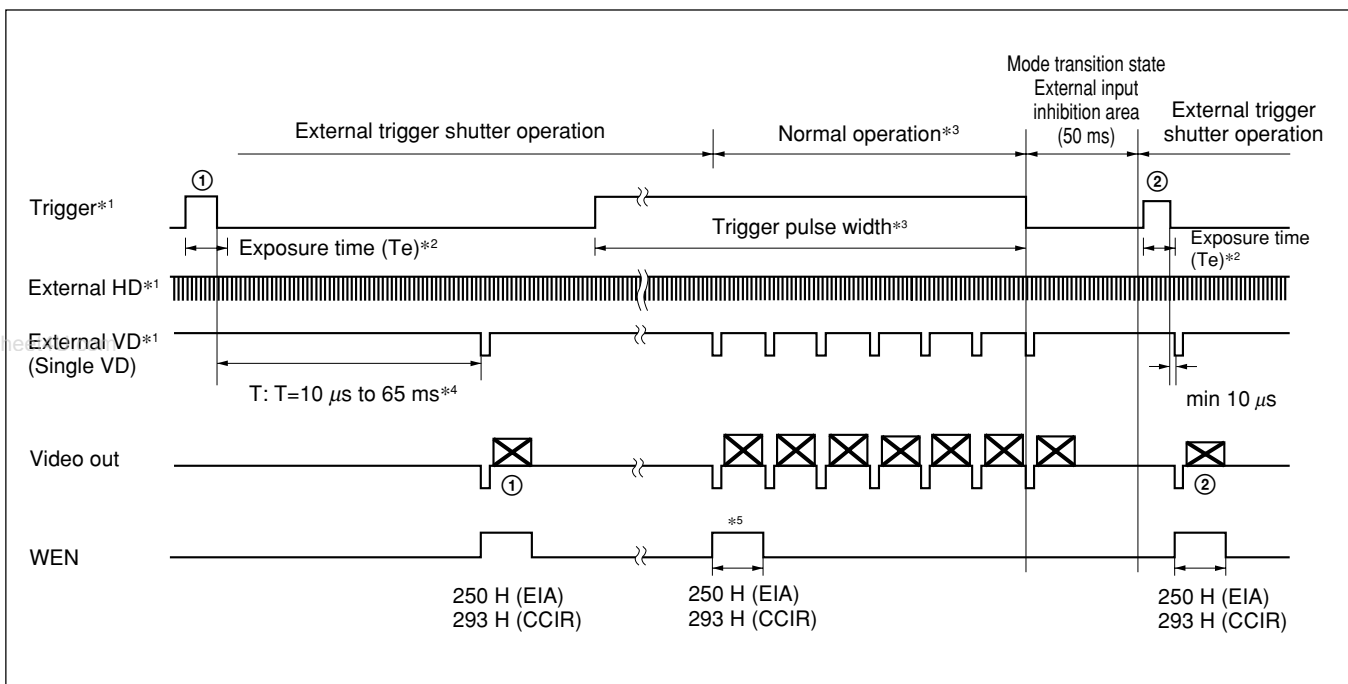 Mode transition state
External input
inhibition area
(50 ms)
External trigger
shutter operation
External trigger shutter operation
Normal operation*3
Trigger*1
①
②
Exposure time (Te)*2
Trigger pulse width*3
Exposure time
(Te)*2
External HD*1
External VD*1
(Single VD)
T: T=10 μs to 65 ms*4
min 10 μs
Video out
①
②
WEN
*5
250 H (EIA)
293 H (CCIR)
250 H (EIA)
293 H (CCIR)
250 H (EIA)
293 H (CCIR)